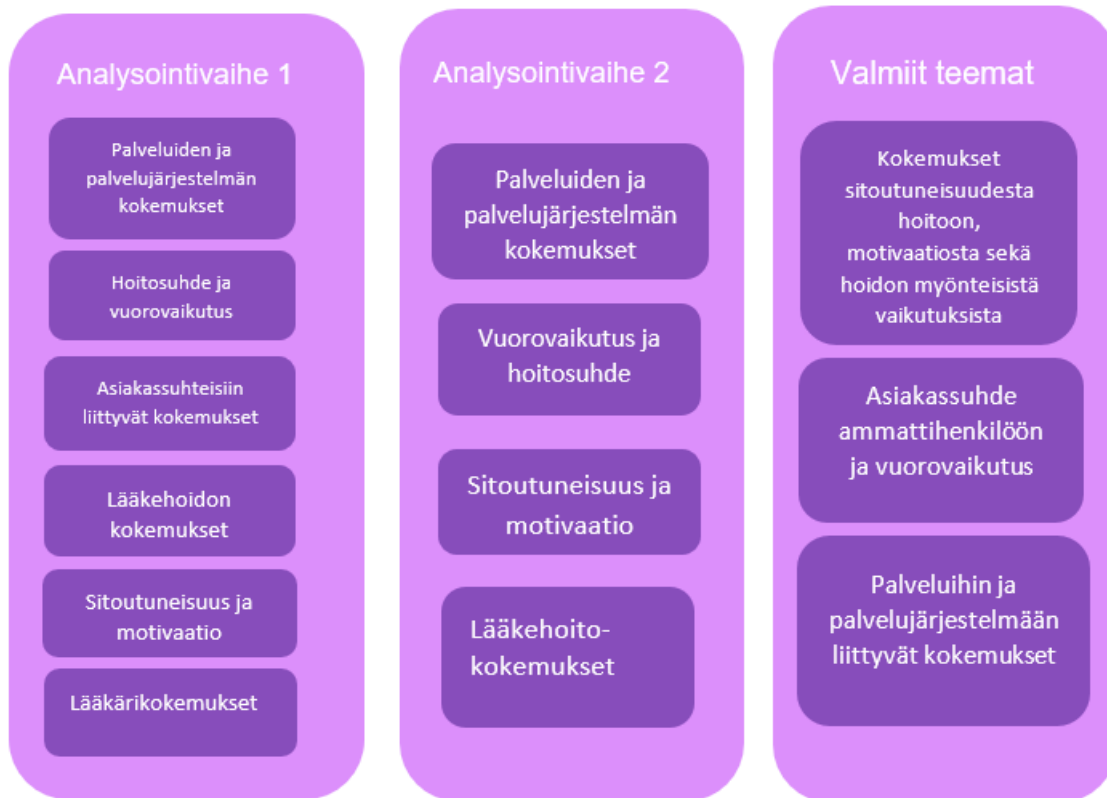 Analysointivaihe 1
Palveluiden ja
palvelujärjestelmän
kokemukset
Hoitosuhde ja
vuorovaikutus
Asiakassuhteisiin
liittyvät kokemukset
Lääkehoidon
kokemukset
Sitoutuneisuus ja
motivaatio
Lääkärikokemukset
Analysointivaihe 2
Palveluiden ja
palvelujärjestelmän
kokemukset
Vuorovaikutus ja
hoitosuhde
Sitoutuneisuus ja
motivaatio
Lääkehoito-
kokemukset
Valmiit teemat
Kokemukset
sitoutuneisuudesta
hoitoon,
motivaatiosta sekä
hoidon myönteisistä
vaikutuksista
Asiakassuhde
ammattihenkilöön
ja vuorovaikutus
Palveluihin ja
palvelujärjestelmään
liittyvät kokemukset